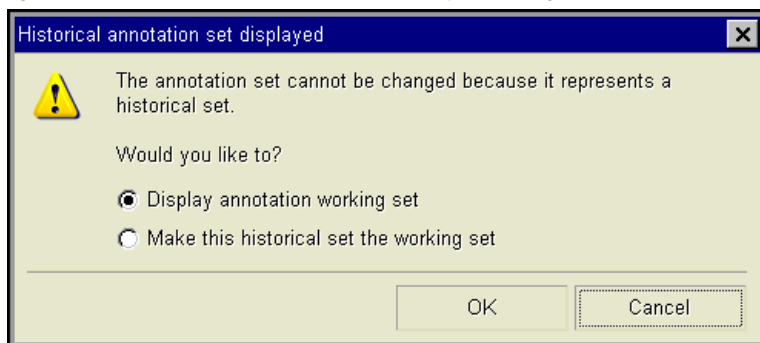 Historical annotation set displayed
The annotation set cannot be changed because it represents a
historical set.
Would you like to?
Display annotation working set
Make this historical set the working set
OK Cancel